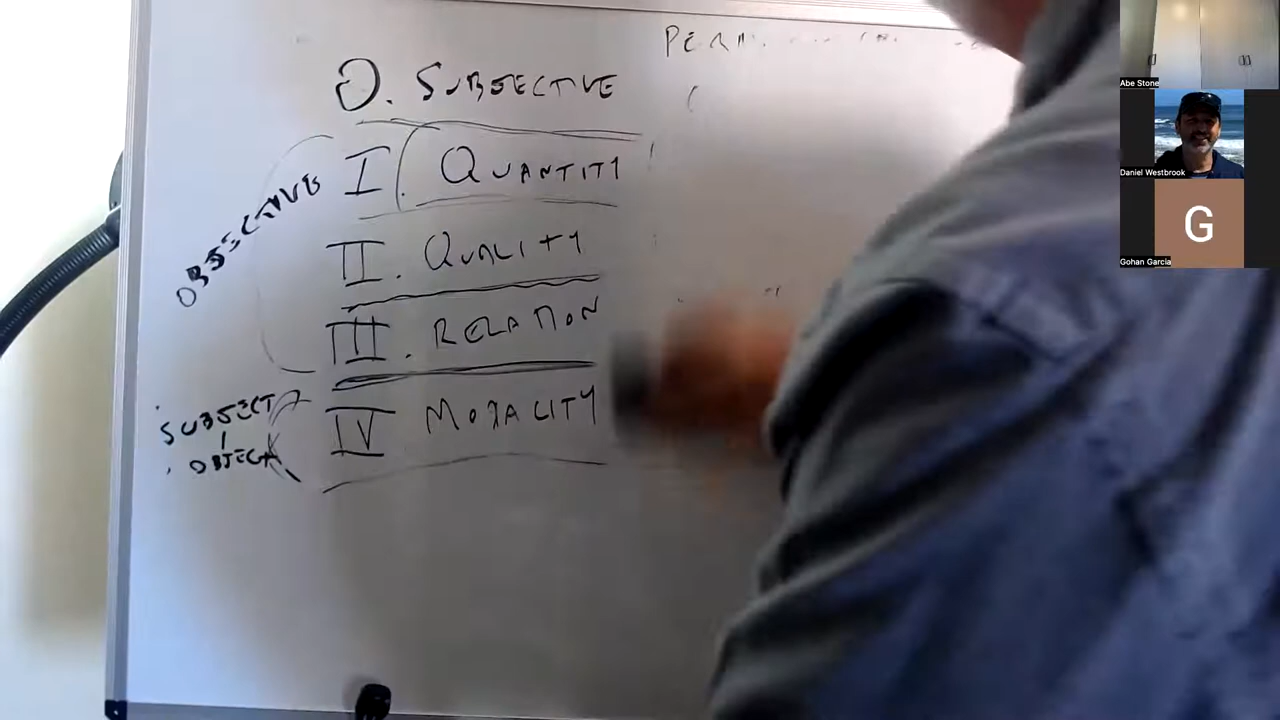 0. SUBJECTIVE
I. QUANTITY
II. QUALITY
III. RELATION
IV MODALITY
OBJECTIVE
SUBJECT
OBJECT
Abe Stone
Daniel Westbrook
G
Gohan Garcia